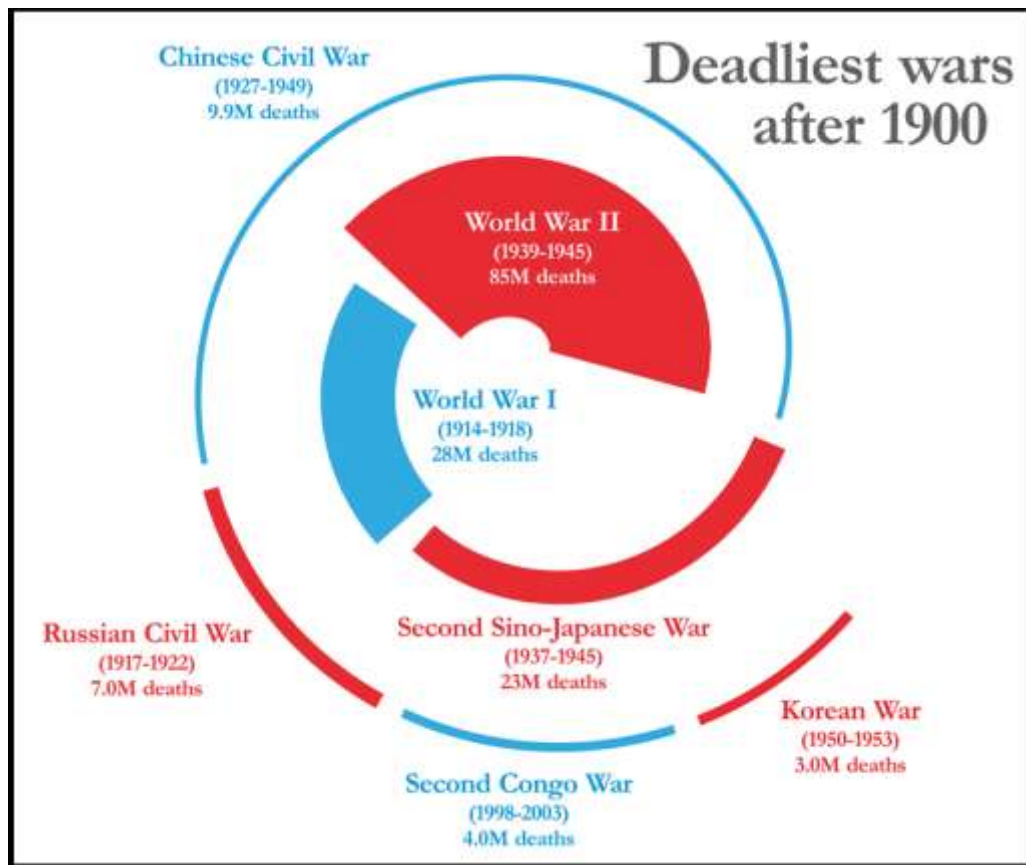 Deadliest wars
after 1900
Chinese Civil War
(1927-1949)
9.9M deaths
World War II
(1939-1945)
85M deaths
World War I
(1914-1918)
28M deaths
Second Sino-Japanese War
(1937-1945)
23M deaths
Russian Civil War
(1917-1922)
7.0M deaths
Korean War
(1950-1953)
3.0M deaths
Second Congo War
(1998-2003)
4.0M deaths